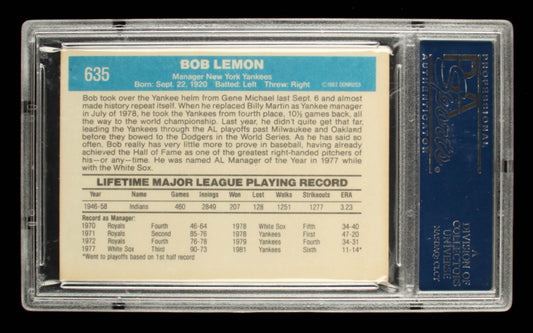 635
BOB LEMON
Manager New York Yankees
Born: Sept. 22, 1920 Batted: Left Threw: Right
©1982 DONRUSS
Bob took over the Yankee helm from Gene Michael last Sept. 6 and almost
made history repeat itself. When he replaced Billy Martin as Yankee manager
in July of 1978, he took the Yankees from fourth place, 10½ games back, all
the way to the world championship. Last year, he didn't quite get that far,
leading the Yankees through the AL playoffs past Milwaukee and Oakland
before they bowed to the Dodgers in the World Series. As he has said so
often, Bob really has very little more to prove in baseball, having already
achieved the Hall of Fame as one of the greatest right-handed pitchers of
his—or any—time. He was named AL Manager of the Year in 1977 while
with the White Sox.
LIFETIME MAJOR LEAGUE PLAYING RECORD
Year Name Games Innings Won Lost Walks Strikeouts ERA
1946-58 Indians 460 2849 207 128 1251 1277 3.23
Record as Manager:
1970 Royals Fourth 46-64 1978 White Sox Fifth 34-40
1971 Royals Second 85-76 1978 Yankees First 47-20
1972 Royals Fourth 76-78 1979 Yankees Fourth 34-31
1977 White Sox Third 90-73 1981 Yankees Sixth 11-14*
*Went to playoffs based on 1st half record
PROFESSIONAL
PSA
Sports
AUTHENTICATOR
A
DIVISION OF
COLLECTORS
UNIVERSE
NASDAQ: CLCT